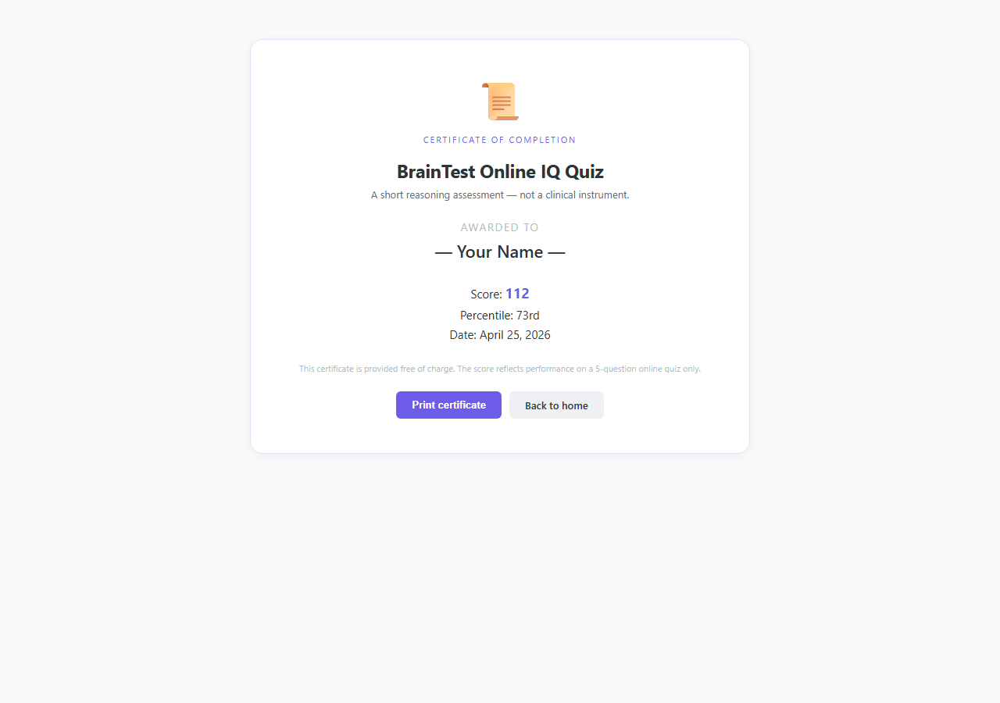 CERTIFICATE OF COMPLETION
BrainTest Online IQ Quiz
A short reasoning assessment — not a clinical instrument.
AWARDED TO
— Your Name —
Score: 112
Percentile: 73rd
Date: April 25, 2026
This certificate is provided free of charge. The score reflects performance on a 5-question online quiz only.
Print certificate
Back to home